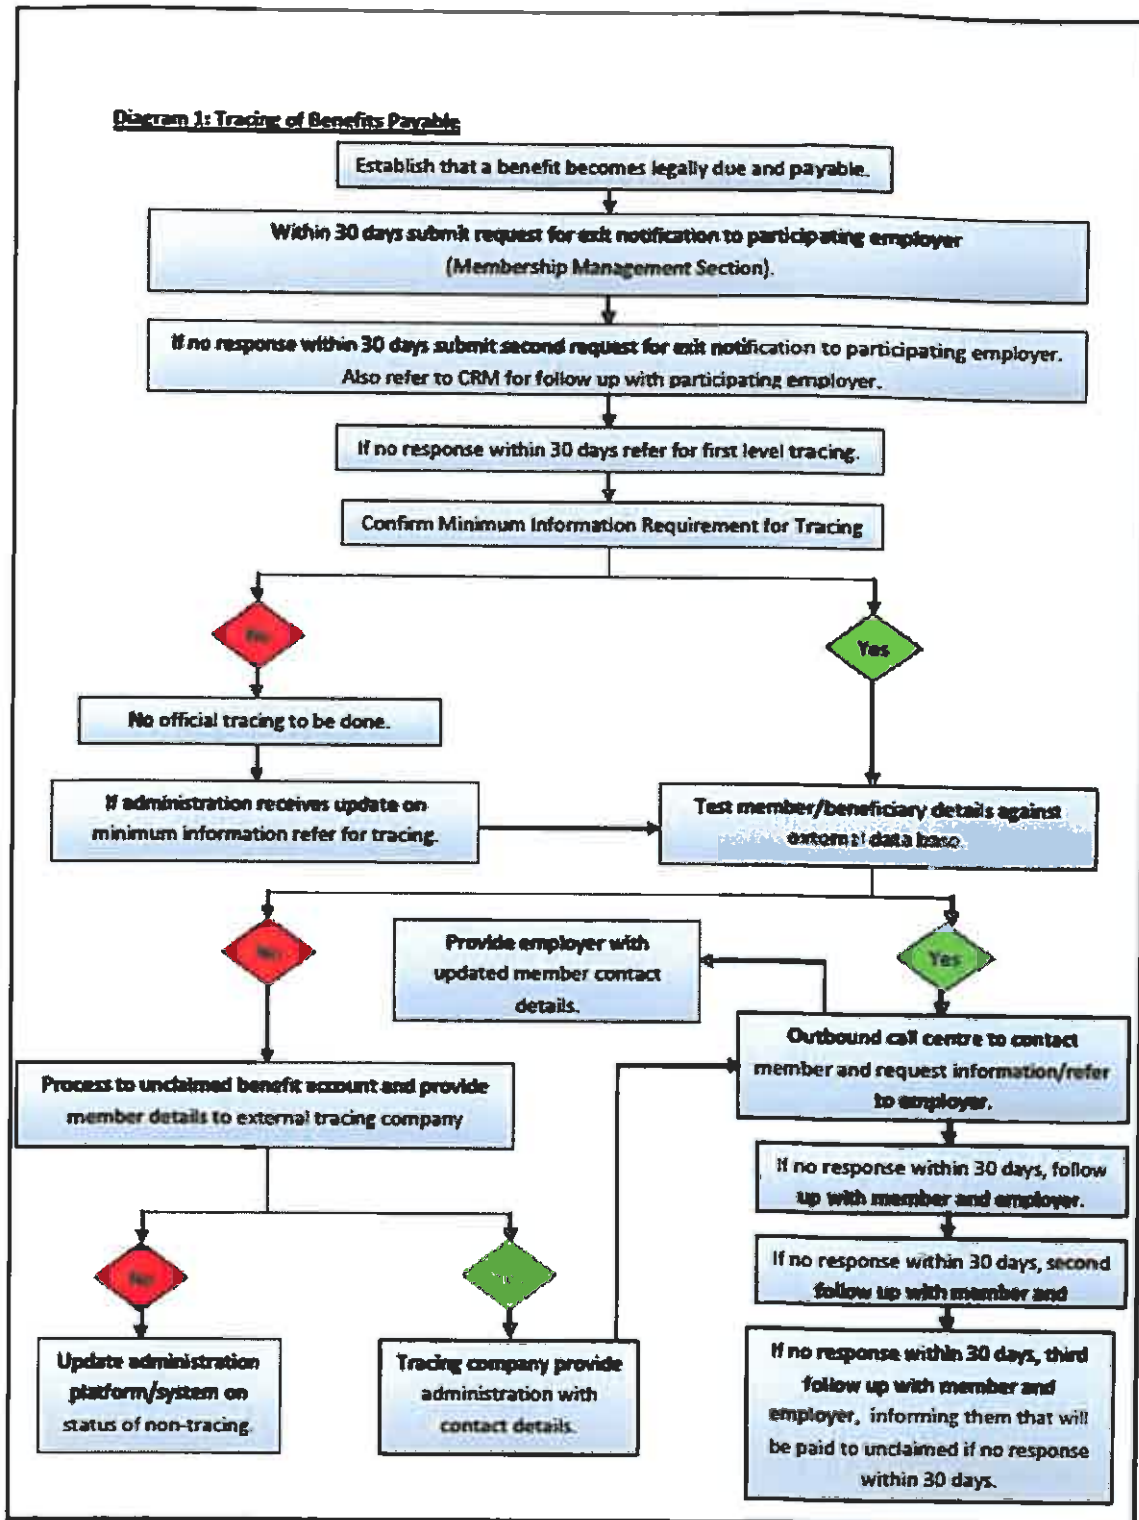 Diagram 1: Tracing of Benefits Payable
Establish that a benefit becomes legally due and payable.
Within 30 days submit request for exit notification to participating employer
(Membership Management Section).
If no response within 30 days submit second request for exit notification to participating employer.
Also refer to CRM for follow up with participating employer.
If no response within 30 days refer for first level tracing.
Confirm Minimum Information Requirement for Tracing
No
Yes
No official tracing to be done.
If administration receives update on
minimum information refer for tracing.
Test member/beneficiary details against
external data base.
No
Yes
Provide employer with
updated member contact
details.
Outbound call centre to contact
member and request information/refer
to employer.
Process to unclaimed benefit account and provide
member details to external tracing company
If no response within 30 days, follow
up with member and employer.
No
If no response within 30 days, second
follow up with member and
Update administration
platform/system on
status of non-tracing.
Tracing company provide
administration with
contact details.
If no response within 30 days, third
follow up with member and
employer, informing them that will
be paid to unclaimed if no response
within 30 days.